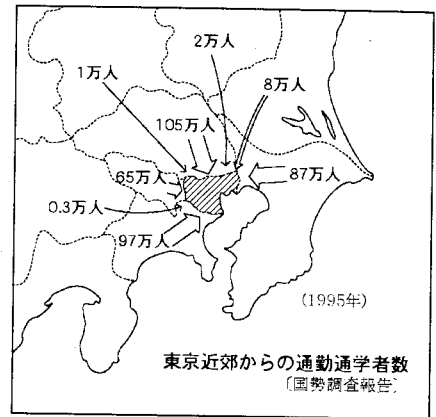 2万人
1万人
8万人
105万人
65万人
87万人
0.3万人
97万人
(1995年)
東京近郊からの通勤通学者数
〔国勢調査報告〕